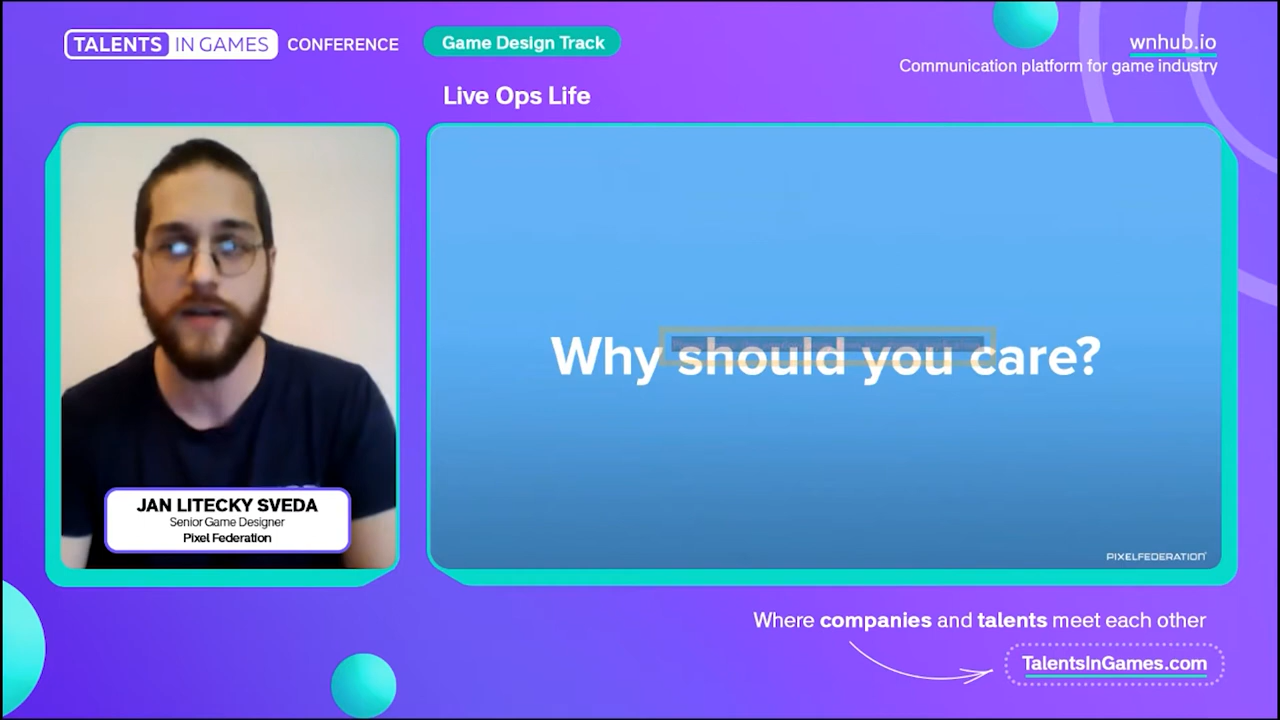 TALENTS IN GAMES CONFERENCE
Game Design Track
wnhub.io
Communication platform for game industry
Live Ops Life
Why should you care?
JAN LITECKY SVEDA
Senior Game Designer
Pixel Federation
PIXELFEDERATION
Where companies and talents meet each other
TalentsInGames.com